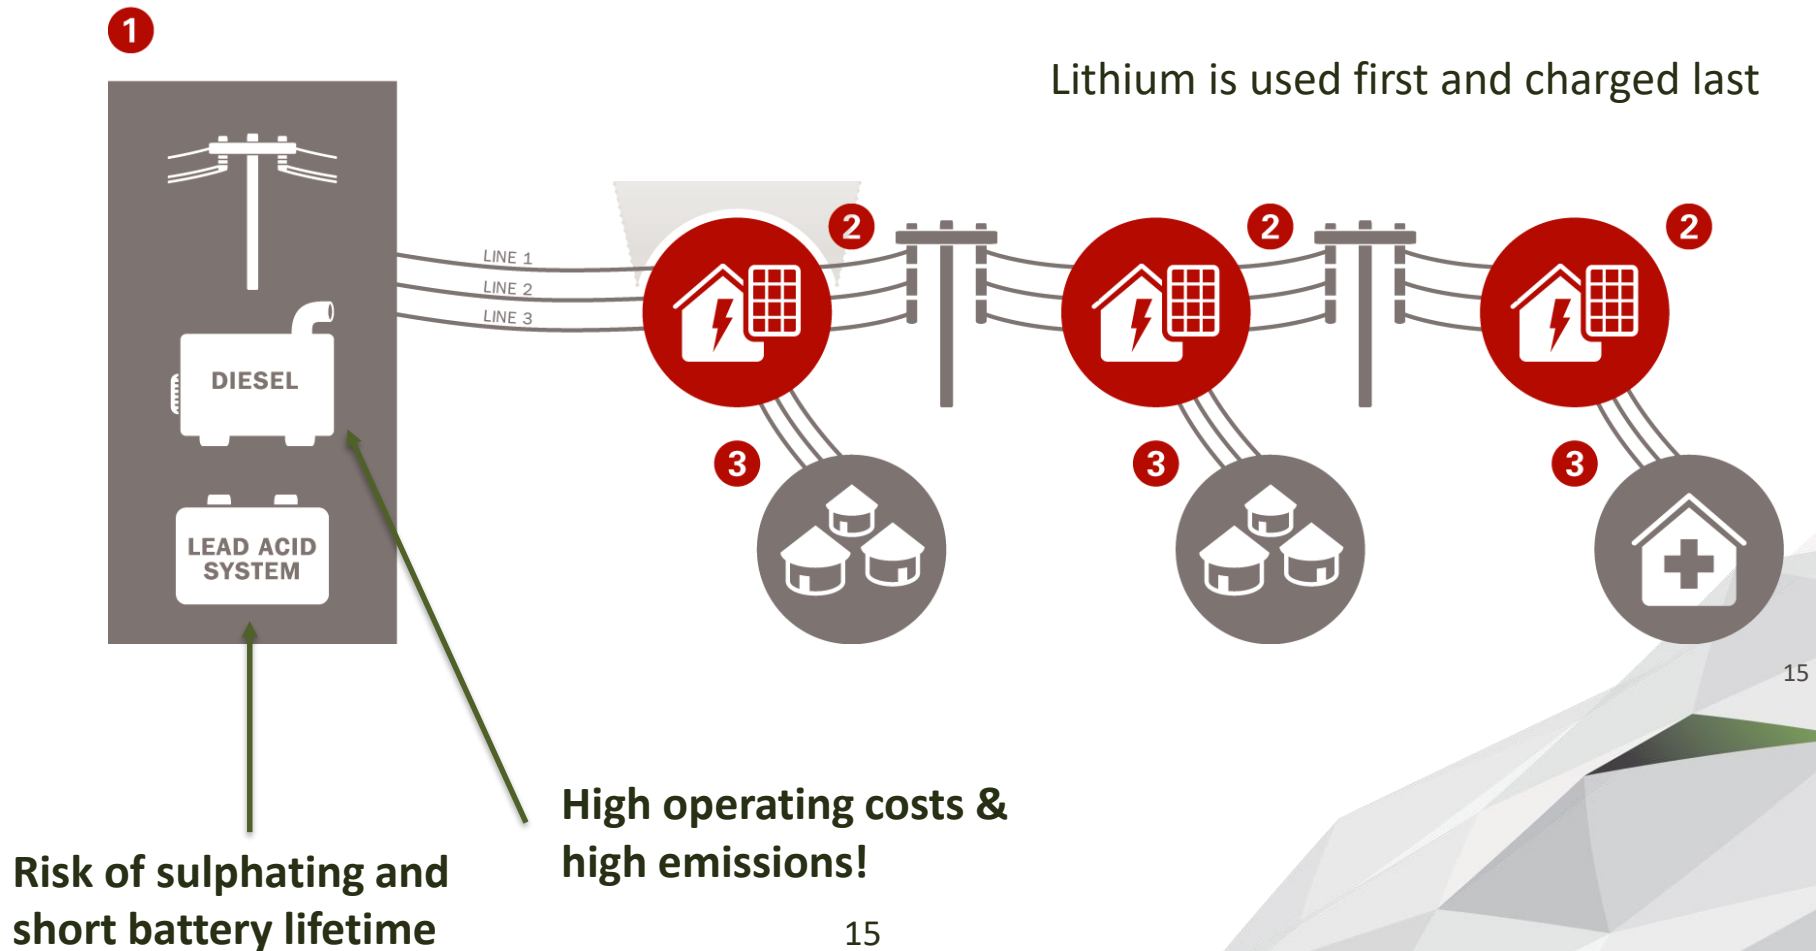 1
Lithium is used first and charged last
2
2
2
LINE 1
LINE 2
LINE 3
DIESEL
3
3
3
LEAD ACID
SYSTEM
15
High operating costs &
high emissions!
Risk of sulphating and
short battery lifetime
15